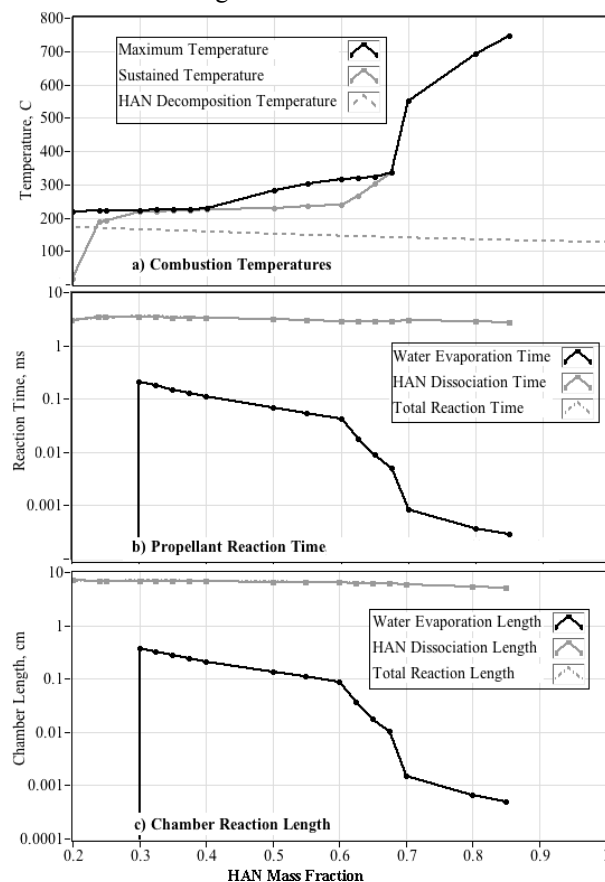 800
700
600
500
400
300
200
100
Temperature, C
Maximum Temperature
Sustained Temperature
HAN Decomposition Temperature
a) Combustion Temperatures
10
1
0.1
0.01
0.001
Reaction Time, ms
Water Evaporation Time
HAN Dissociation Time
Total Reaction Time
b) Propellant Reaction Time
10
1
0.1
0.01
0.001
0.0001
Chamber Length, cm
Water Evaporation Length
HAN Dissociation Length
Total Reaction Length
c) Chamber Reaction Length
0.2 0.3 0.4 0.5 0.6 0.7 0.8 0.9
HAN Mass Fraction